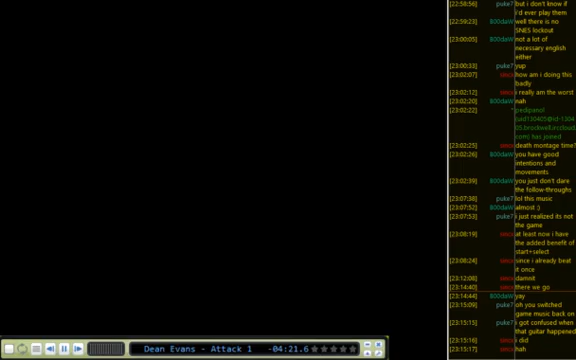 [22:58:56] puke7 but i don't know if
i'd ever play them
[22:59:23] B00daW well there is no
SNES lockout
[23:00:05] B00daW not a lot of
necessary english
either
[23:00:33] puke7 yup
[23:02:07] how am i doing this
badly
[23:02:12] i really am the worst
[23:02:20] B00daW nah
[23:02:22] *
has joined
[23:02:25] death montage time?
[23:02:26] B00daW you have good
intentions and
movements
[23:02:39] B00daW you just don't dare
the follow-throughs
[23:07:38] puke7 lol this music
[23:07:52] B00daW almost :)
[23:07:53] puke7 i just realized its not
the game
[23:08:19] at least now i have
the added benefit of
start+select
[23:08:24] since i already beat
it once
[23:12:08] damnit
[23:14:40] there we go
[23:14:44] B00daW yay
[23:15:09] puke7 oh you switched
game music back on
[23:15:15] puke7 i got confused when
that guitar happened
[23:15:16] i did
[23:15:17] hah
Dean Evans - Attack 1 -04:21.6